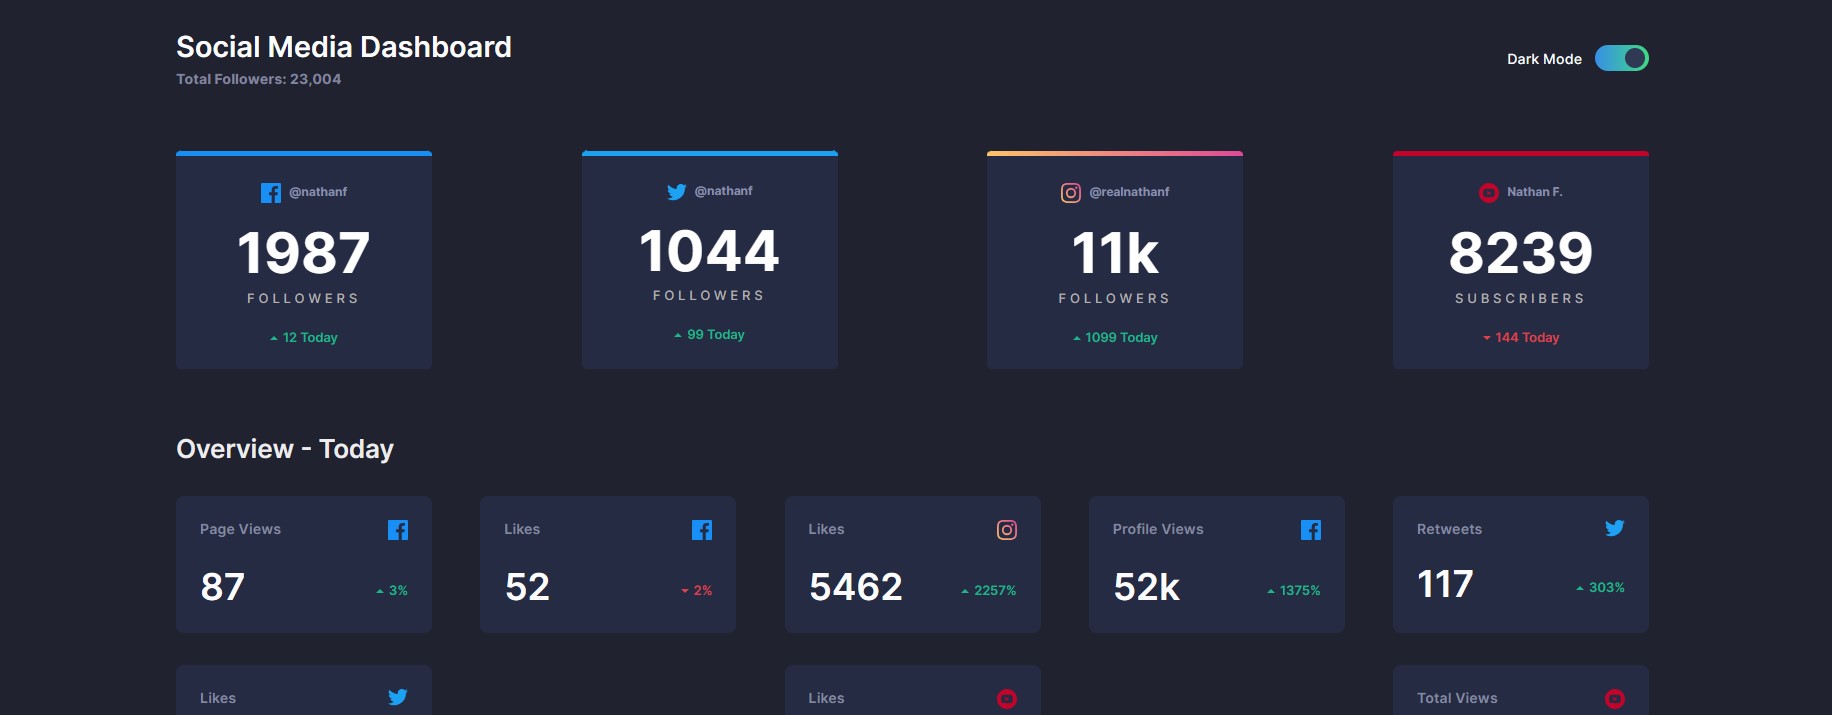 Social Media Dashboard
Total Followers: 23,004
Dark Mode
@nathanf
1987
FOLLOWERS
12 Today
@nathanf
1044
FOLLOWERS
99 Today
@realnathanf
11k
FOLLOWERS
1099 Today
Nathan F.
8239
SUBSCRIBERS
144 Today
Overview - Today
Page Views
87
3%
Likes
52
2%
Likes
5462
2257%
Profile Views
52k
1375%
Retweets
117
303%
Likes
Likes
Total Views